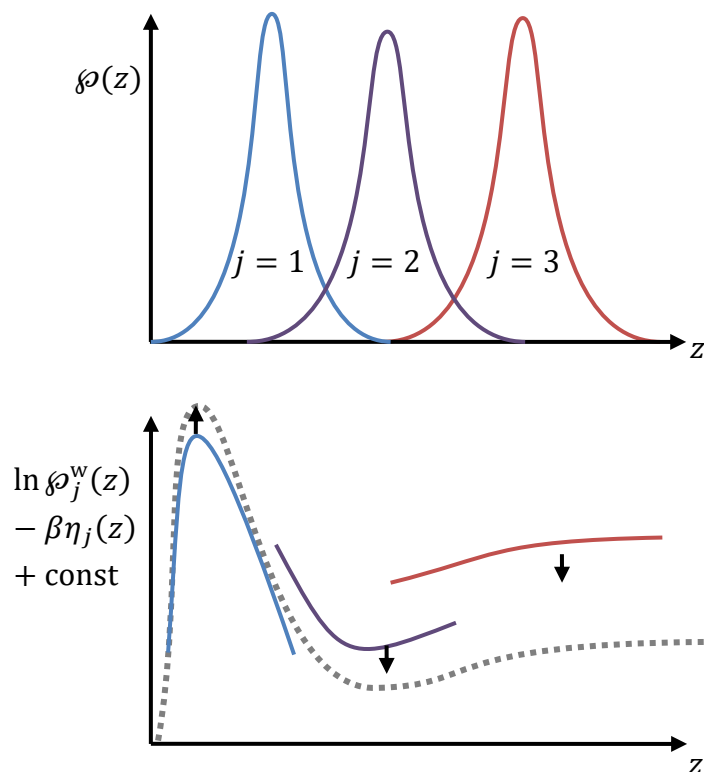 ℘(z)
j = 1
j = 2
j = 3
z
ln ℘ⱼʷ(z)
− βηⱼ(z)
+ const
z